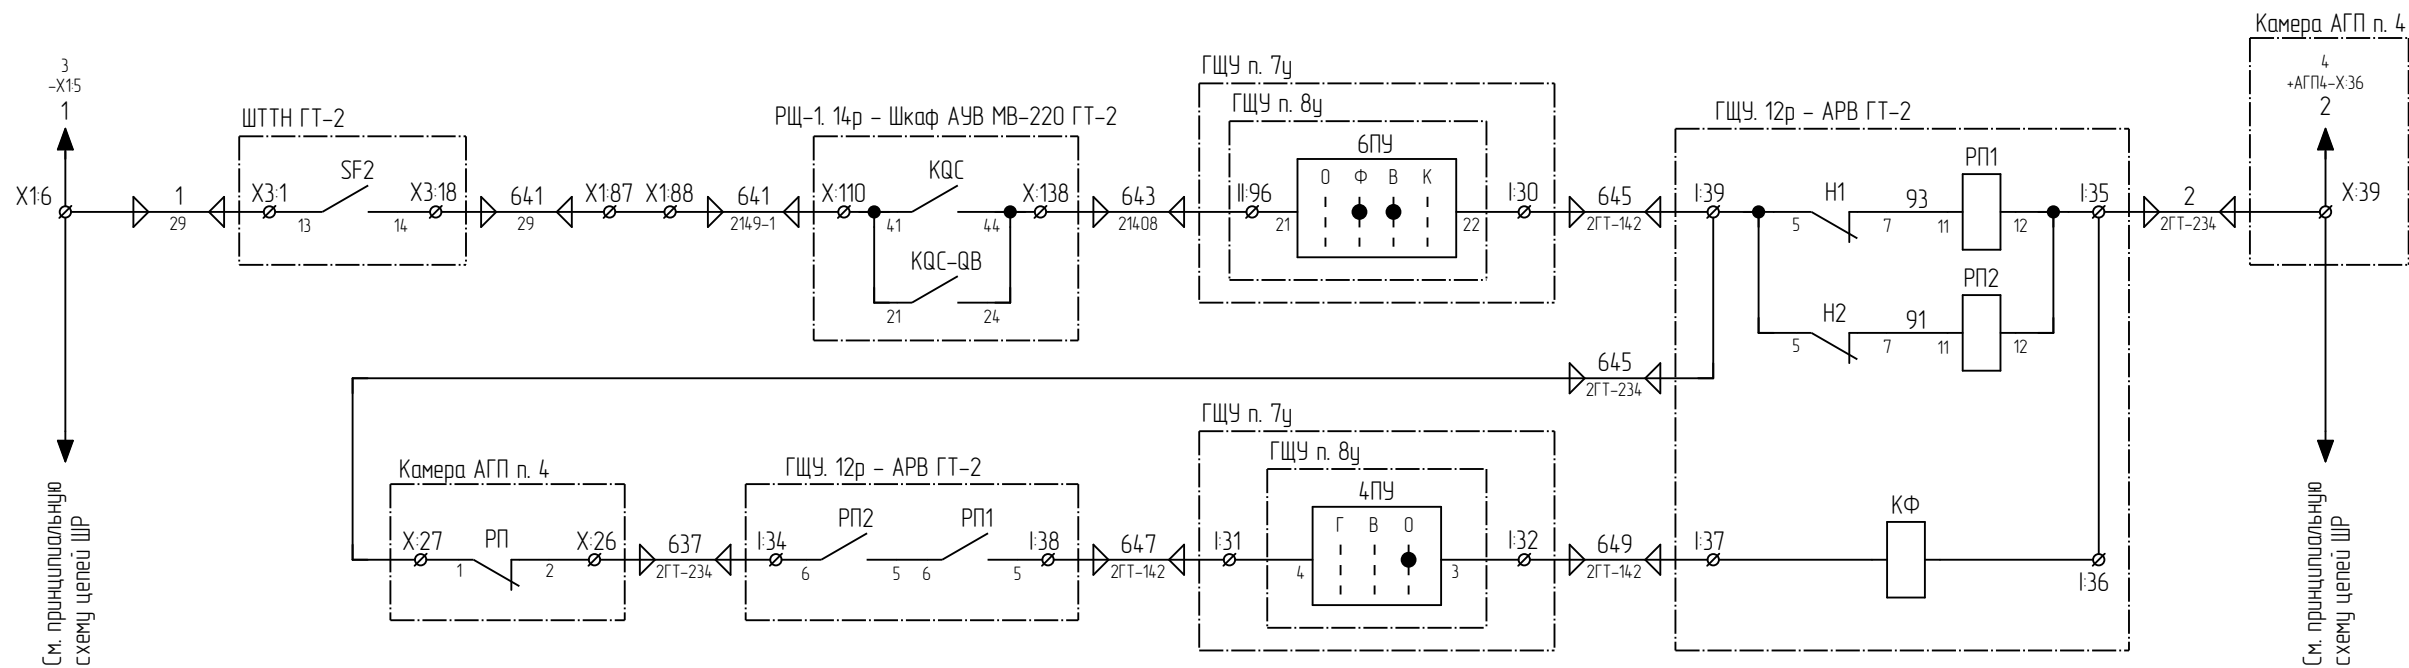 Камера АГП п. 4
3
-X1:5
1
4
+АГП4-X:36
2
ШТТН ГТ-2
РЩ-1. 14р - Шкаф АУВ МВ-220 ГТ-2
ГЩУ п. 7у
ГЩУ п. 8у
ГЩУ. 12р - АРВ ГТ-2
6ПУ
О Ф В К
X1:6
1
29
X3:1
13
SF2
14
X3:18
641
29
X1:87
X1:88
641
2149-1
X:110
41
KQC
44
X:138
643
21408
II:96
21
22
I:30
645
2ГТ-142
I:39
5
Н1
7
93
11
РП1
12
I:35
2
2ГТ-234
X:39
KQC-QB
21
24
5
Н2
7
91
11
РП2
12
645
2ГТ-234
Камера АГП п. 4
ГЩУ. 12р - АРВ ГТ-2
ГЩУ п. 7у
ГЩУ п. 8у
4ПУ
Г В О
X:27
1
РП
2
X:26
637
2ГТ-234
I:34
6
РП2
5
6
РП1
5
I:38
647
2ГТ-142
I:31
4
3
I:32
649
2ГТ-142
I:37
КФ
I:36
См. принципиальную
схему цепей ШР
См. принципиальную
схему цепей ШР